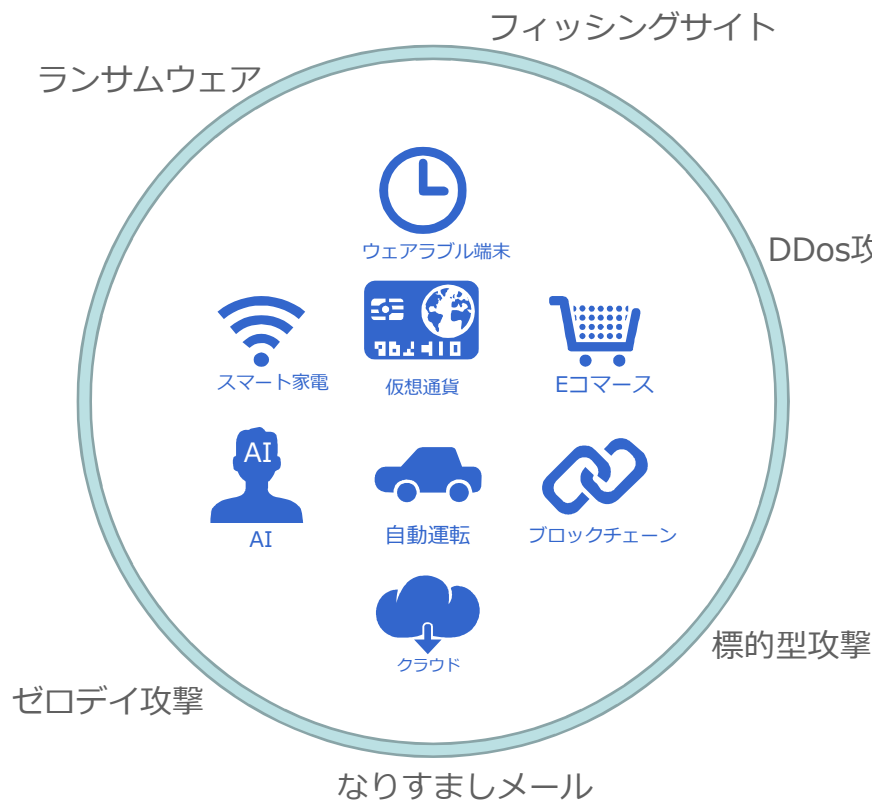 フィッシングサイト
ランサムウェア
ウェアラブル端末
DDos攻
スマート家電
仮想通貨
Eコマース
AI
AI
自動運転
ブロックチェーン
クラウド
標的型攻撃
ゼロデイ攻撃
なりすましメール